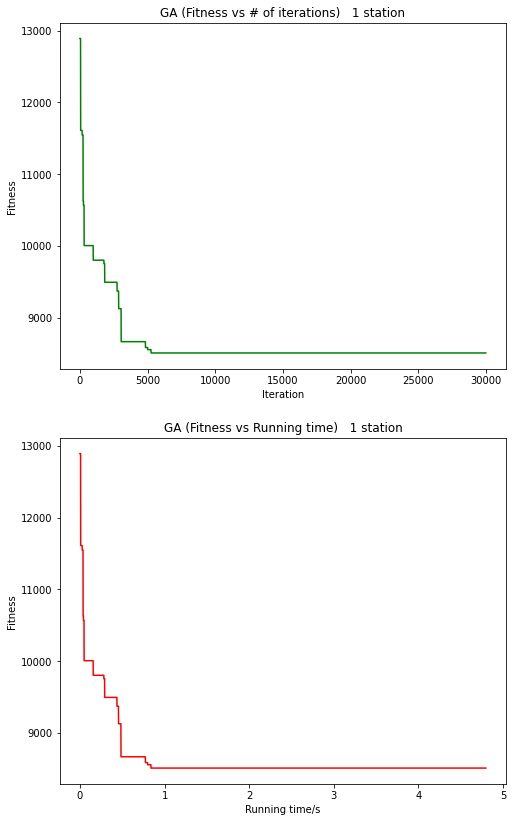 GA (Fitness vs # of iterations)   1 station
13000
12000
11000
10000
9000
Fitness
0 5000 10000 15000 20000 25000 30000
Iteration
GA (Fitness vs Running time)   1 station
13000
12000
11000
10000
9000
Fitness
0 1 2 3 4 5
Running time/s